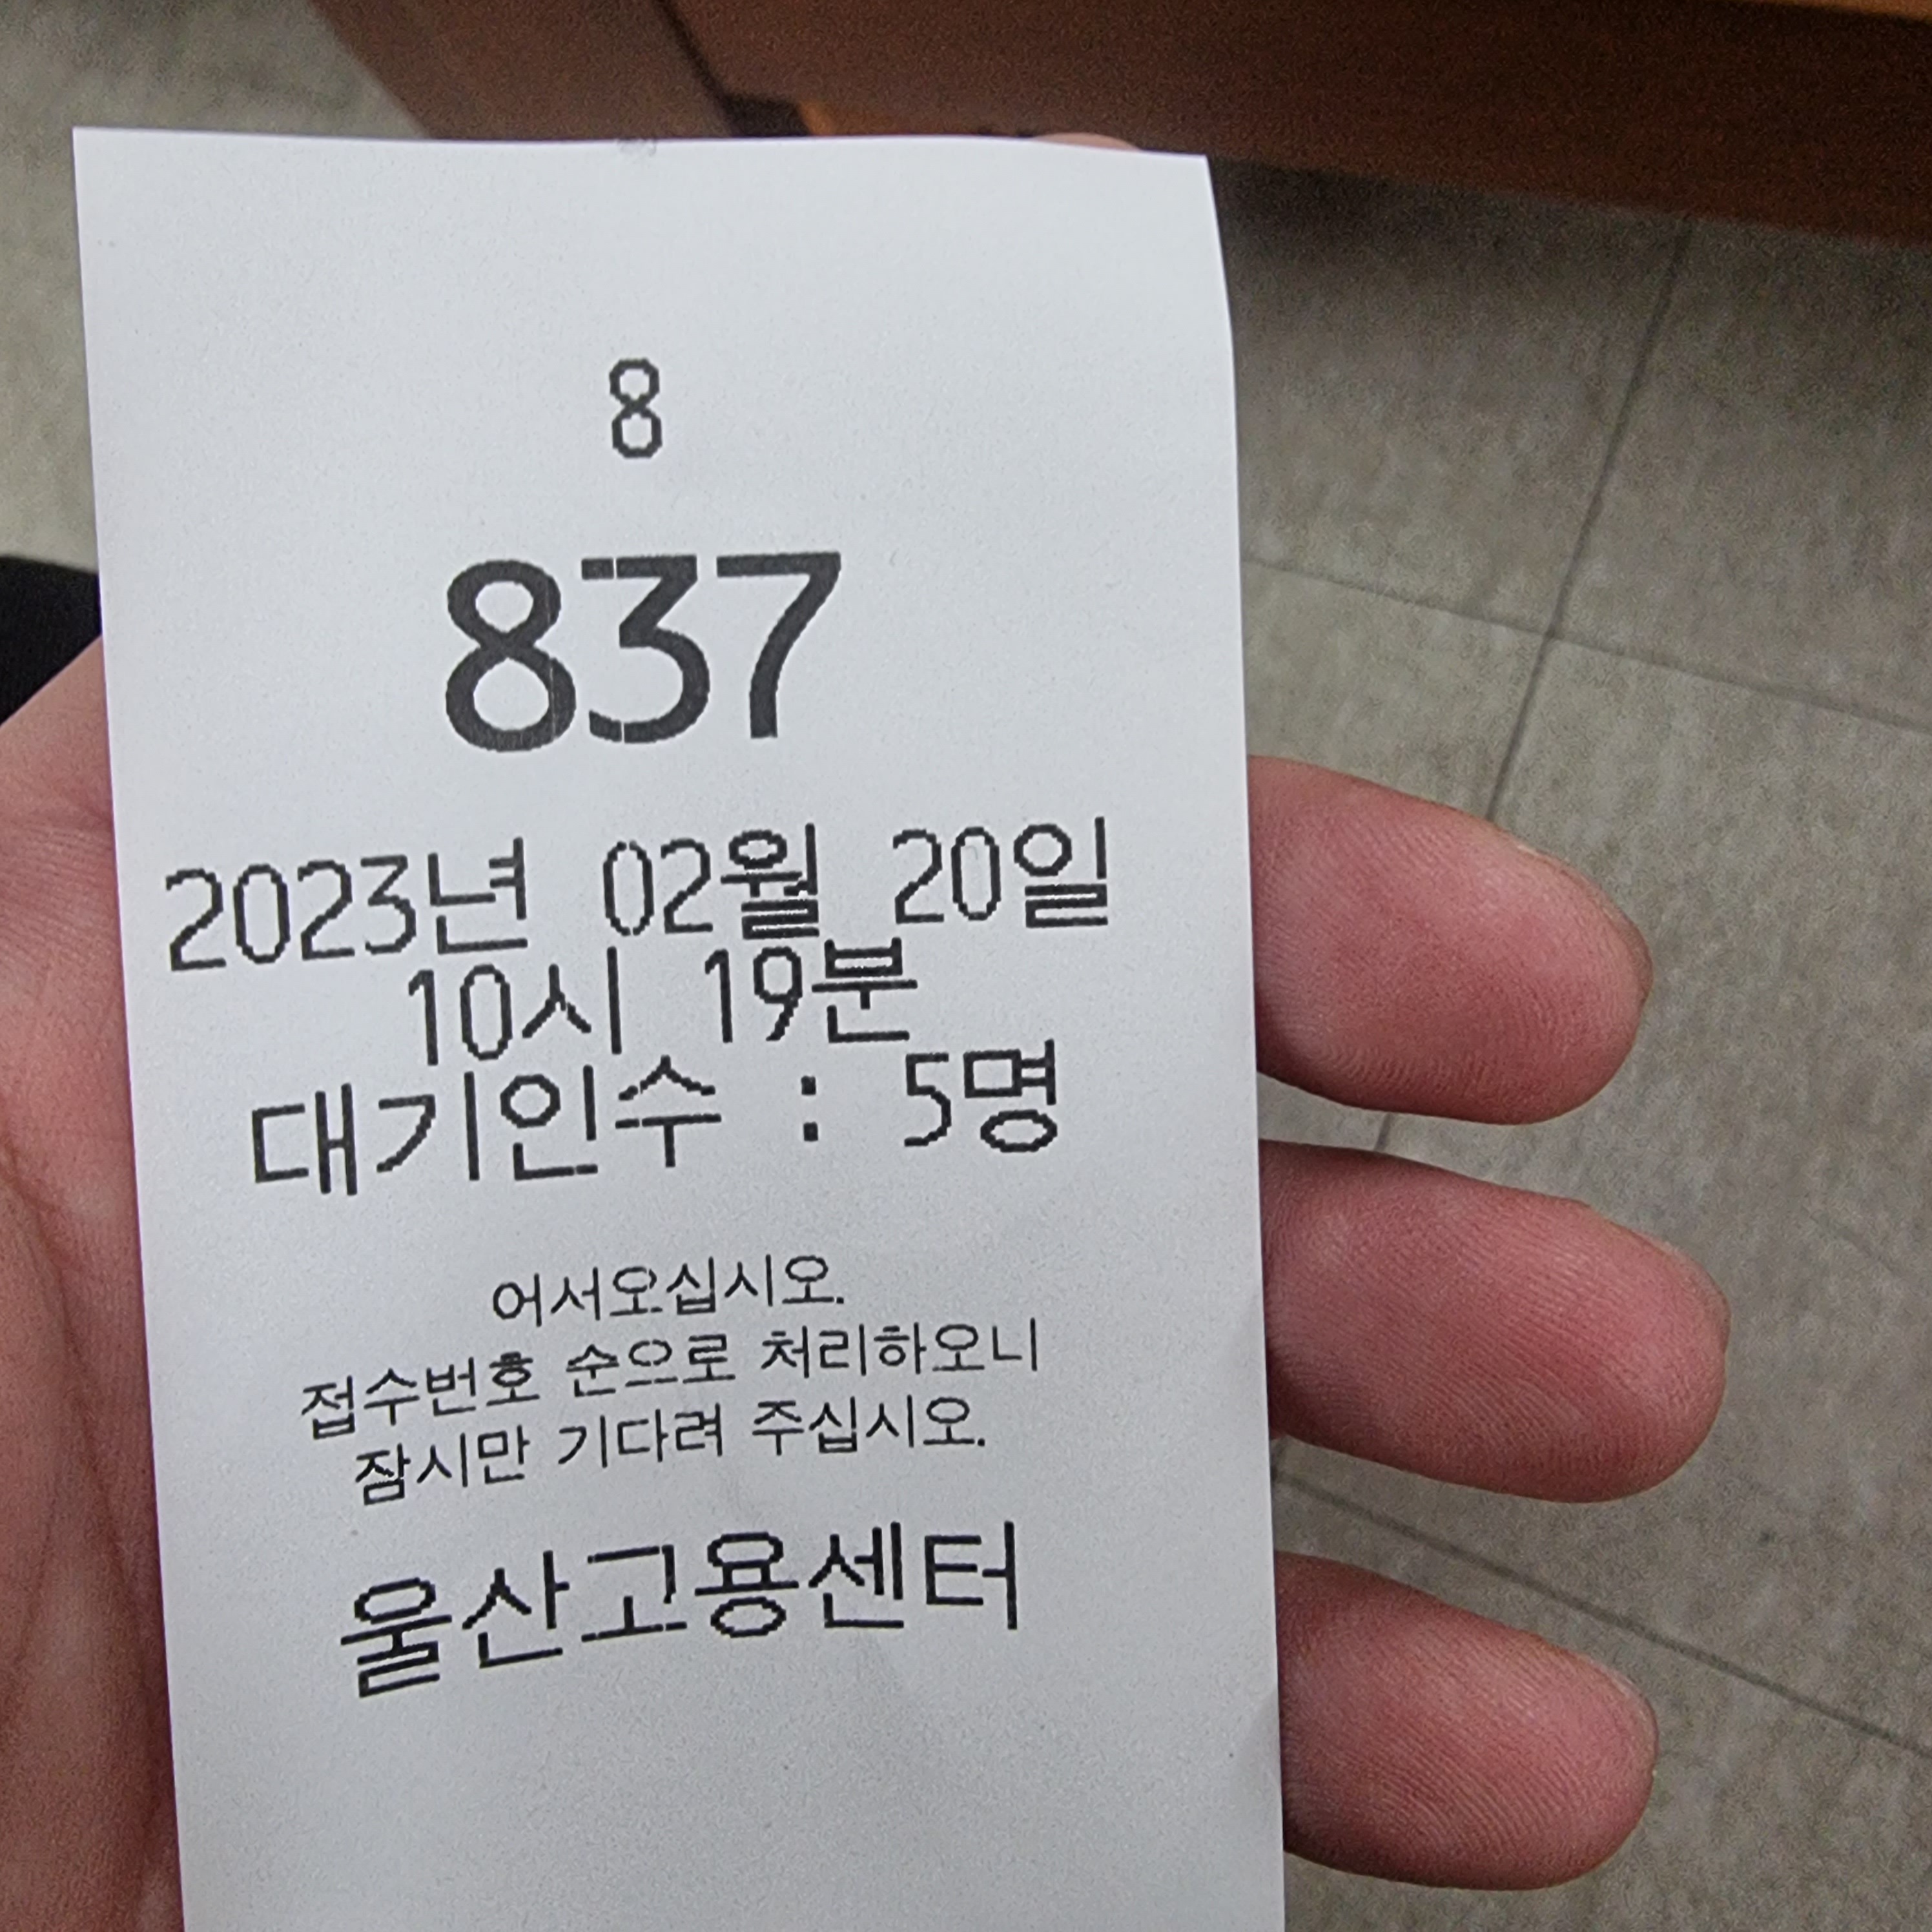 8
837
2023년 02월 20일
10시 19분
대기인수 : 5명
어서오십시오.
접수번호 순으로 처리하오니
잠시만 기다려 주십시오.
울산고용센터